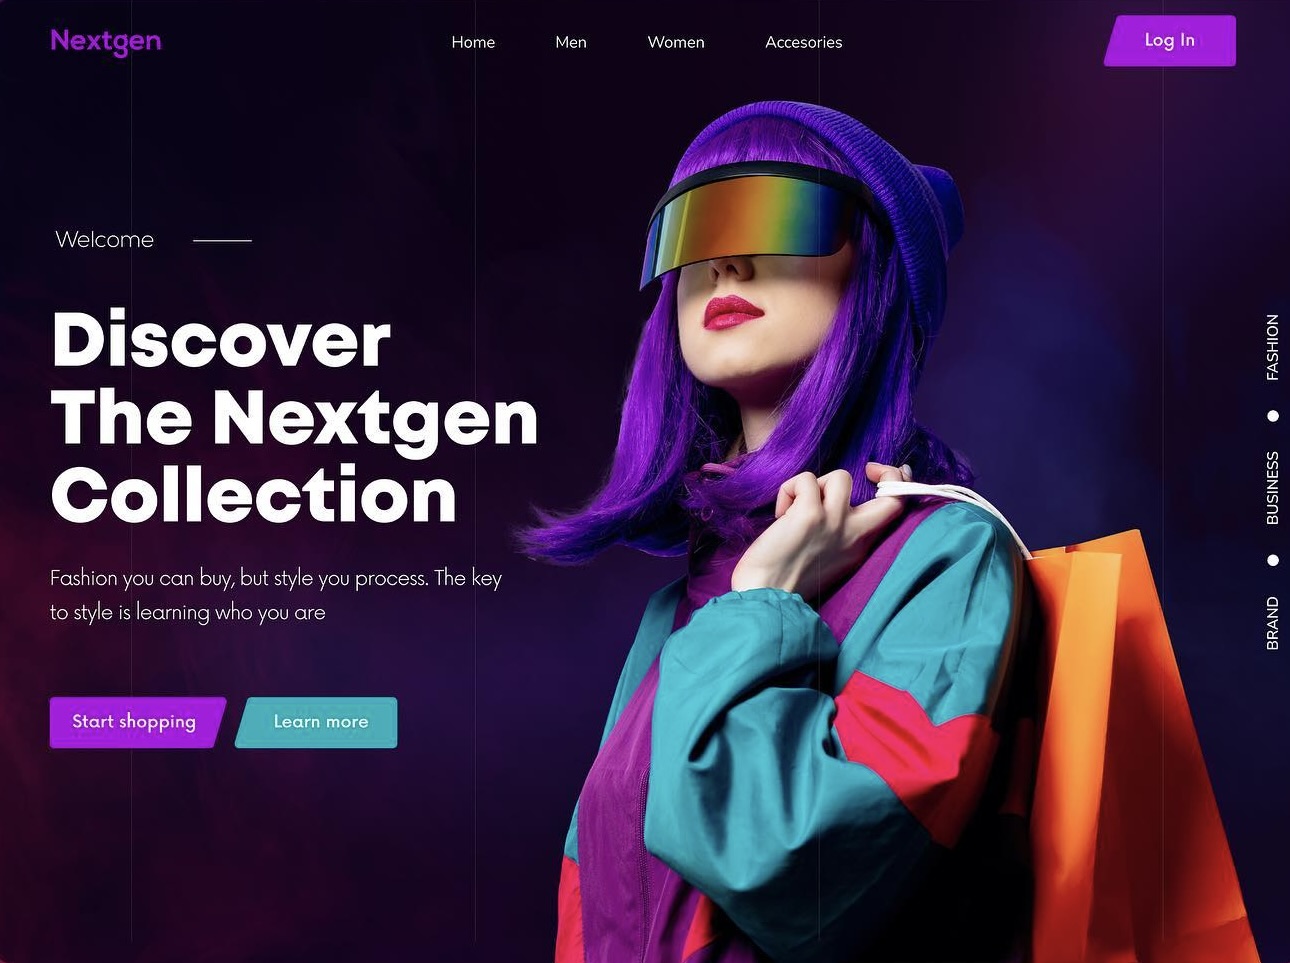 Nextgen
Home
Men
Women
Accesories
Log In
Welcome
Discover
The Nextgen
Collection
Fashion you can buy, but style you process. The key
to style is learning who you are
Start shopping
Learn more
FASHION
BUSINESS
BRAND